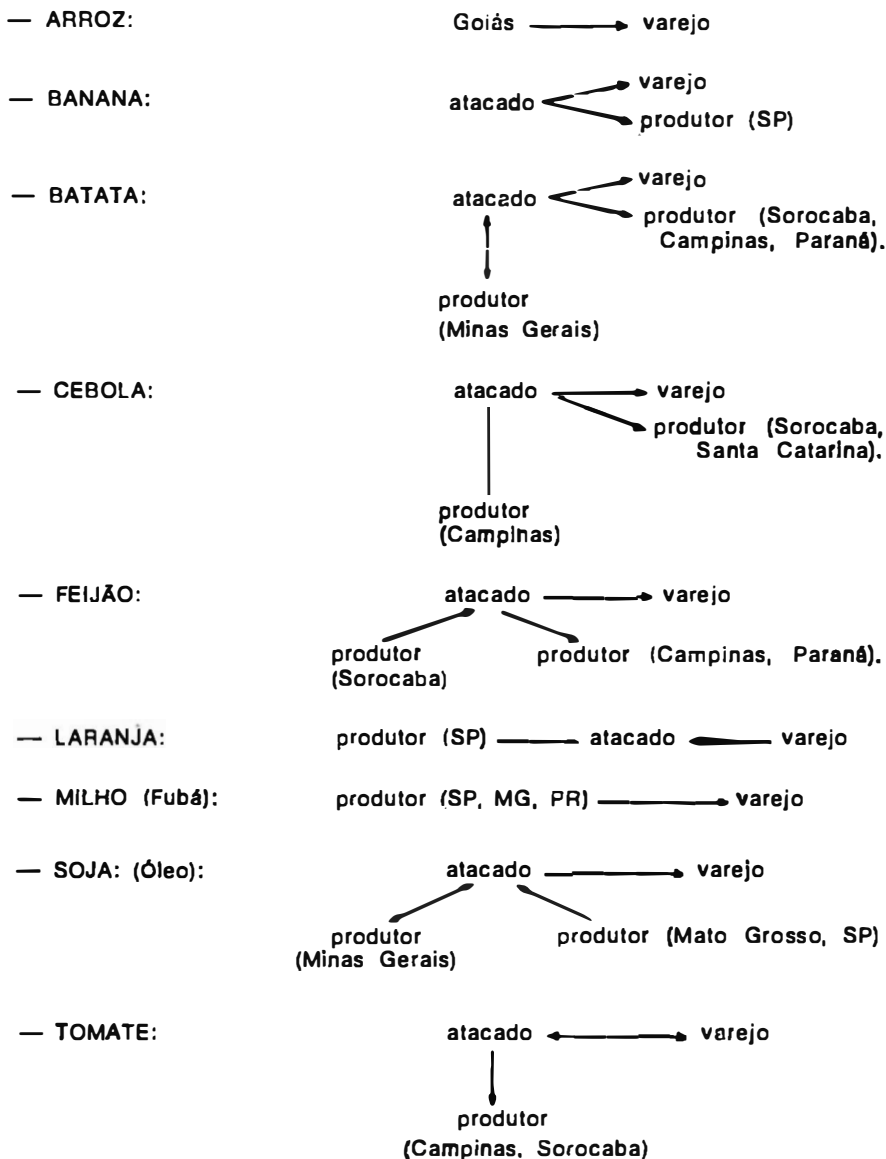 — ARROZ: Goiás varejo
varejo
— BANANA: atacado
produtor (SP)
varejo
— BATATA: atacado
produtor (Sorocaba,
Campinas, Paraná).
produtor
(Minas Gerais)
— CEBOLA: atacado varejo
produtor (Sorocaba,
Santa Catarina).
produtor
(Campinas)
— FEIJÃO: atacado varejo
produtor produtor (Campinas, Paraná).
(Sorocaba)
— LARANJA: produtor (SP) atacado varejo
— MILHO (Fubá): produtor (SP, MG, PR) varejo
— SOJA: (Óleo): atacado varejo
produtor produtor (Mato Grosso, SP)
(Minas Gerais)
— TOMATE: atacado varejo
produtor
(Campinas, Sorocaba)